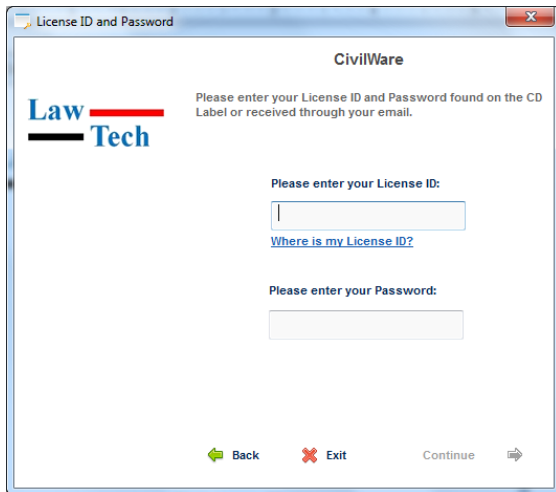 License ID and Password
CivilWare
Law
Tech
Please enter your License ID and Password found on the CD
Label or received through your email.
Please enter your License ID:
Where is my License ID?
Please enter your Password:
Back
Exit
Continue